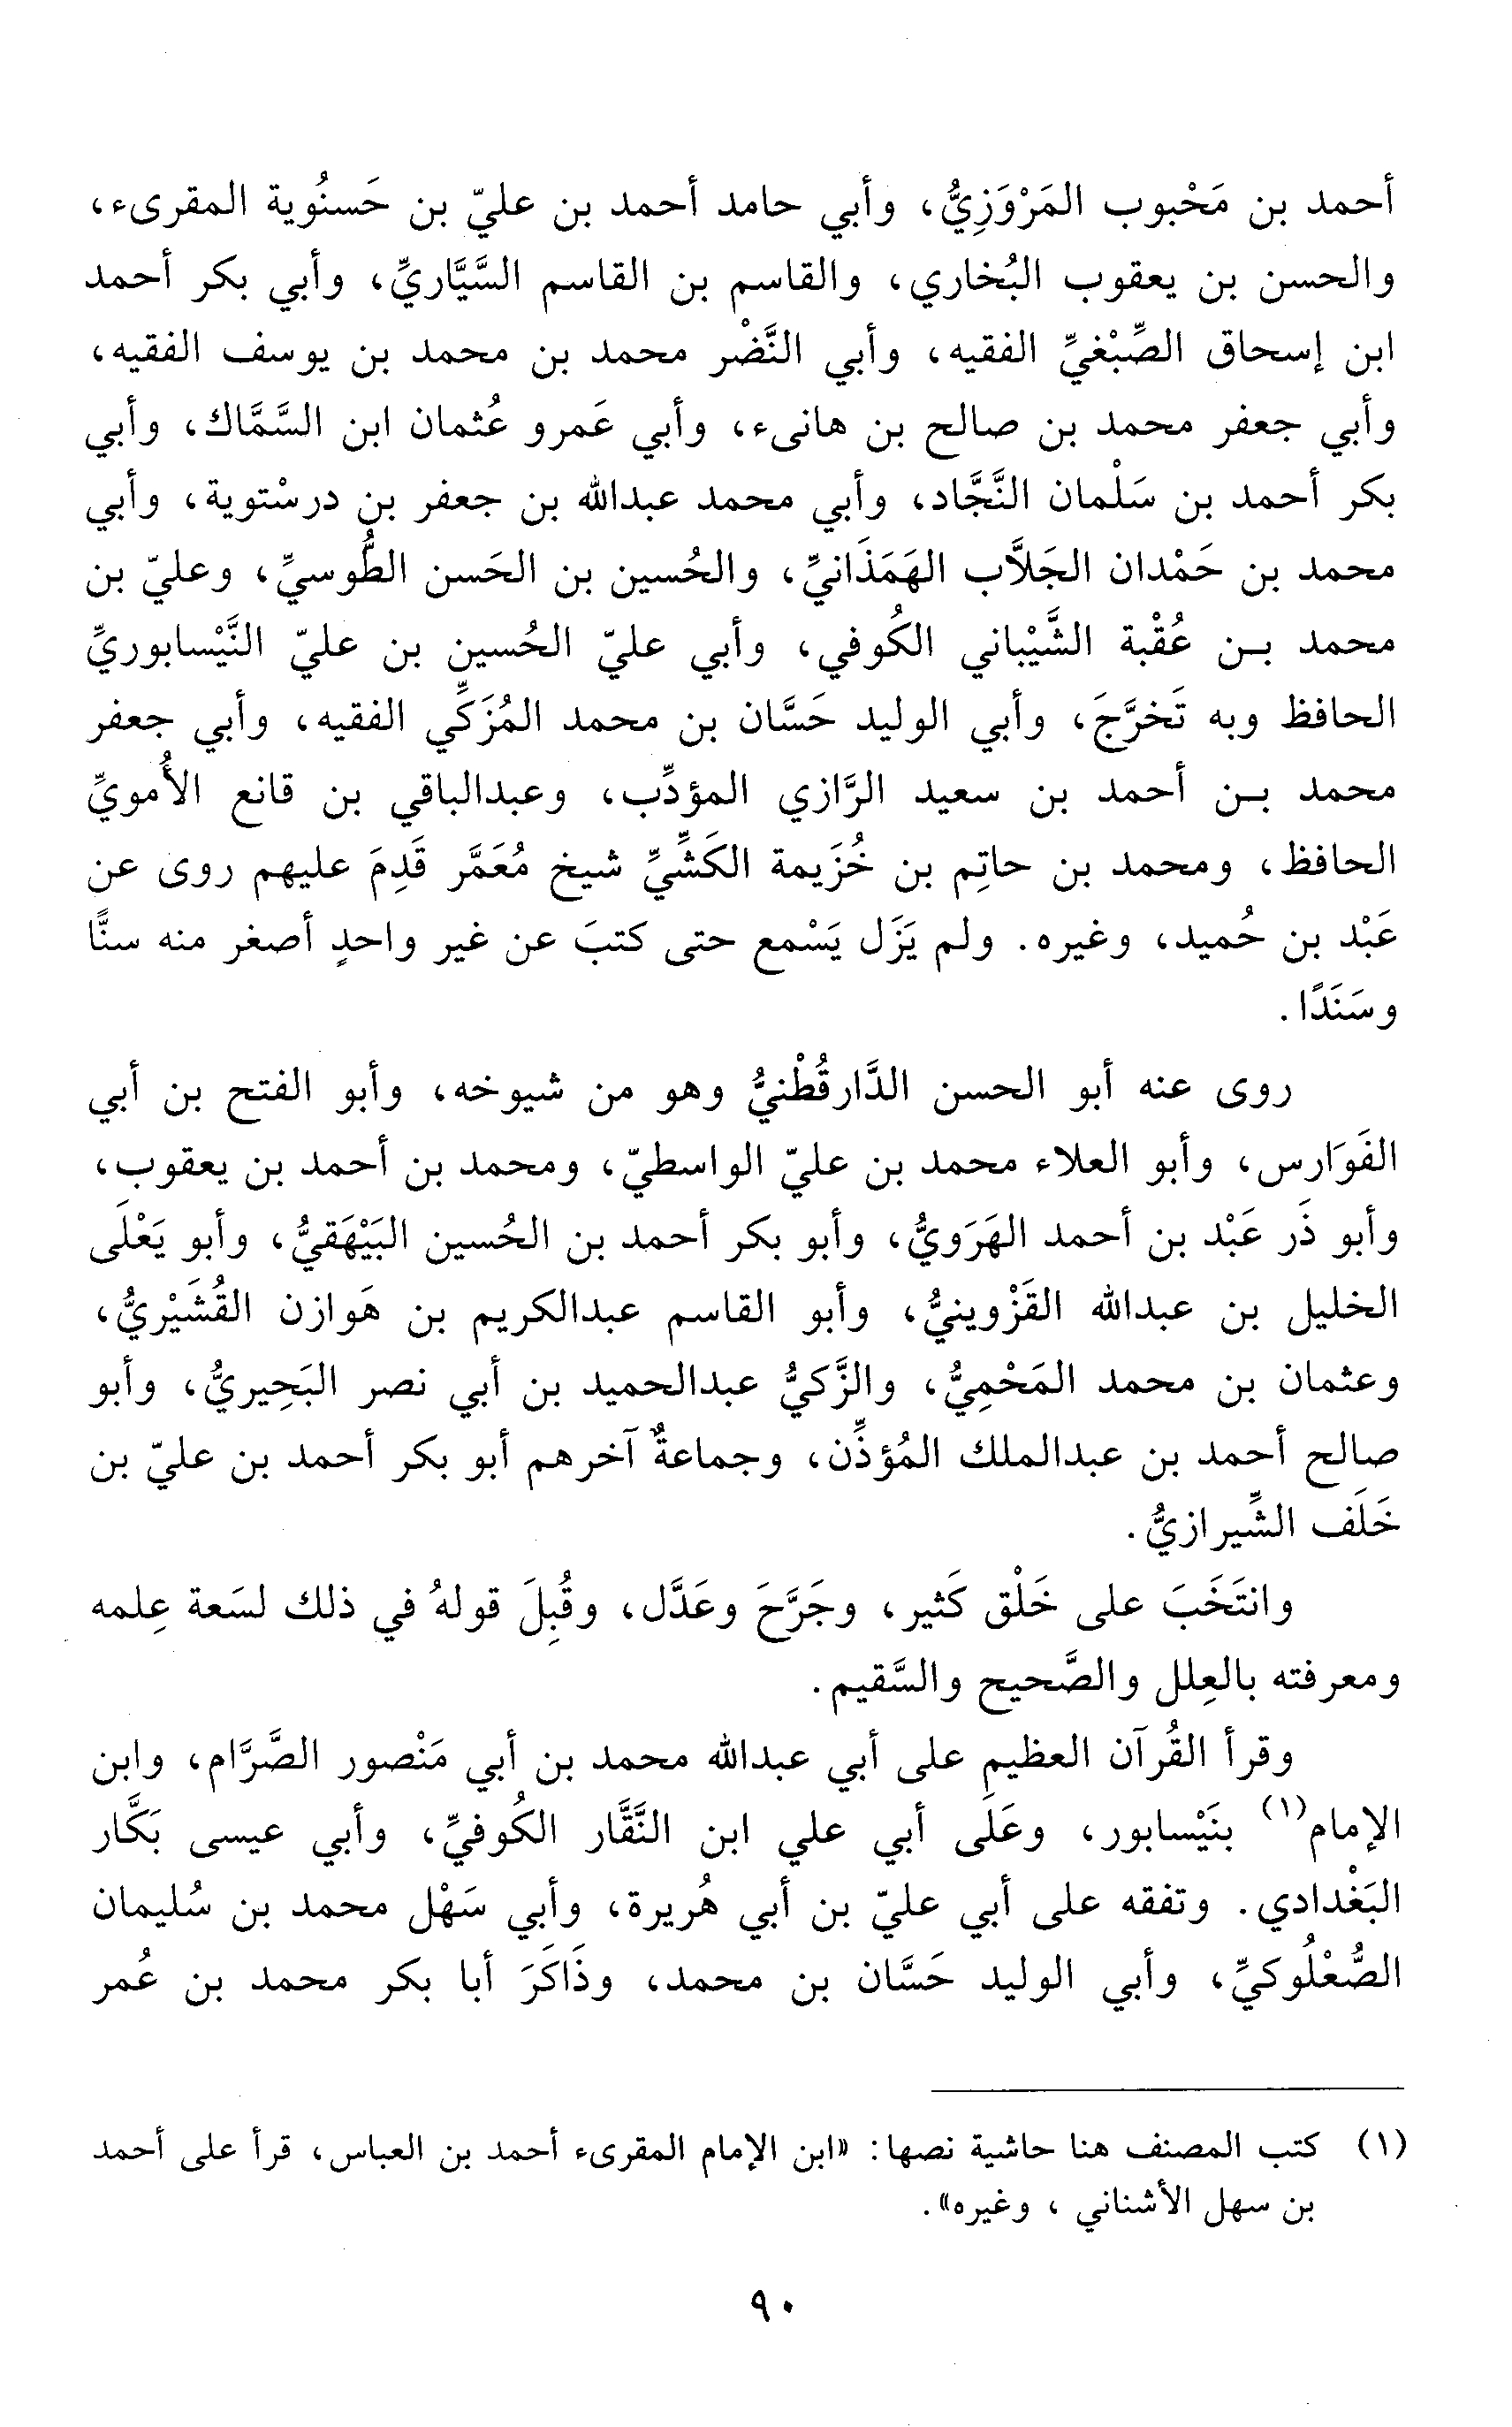 أحمد بن مَحْبوب المَرْوَزِيُّ، وأبي حامد أحمد بن عليّ بن حَسنُوية المقرىء،
والحسن بن يعقوب البُخاري، والقاسم بن القاسم السَّيَّاريِّ، وأبي بكر أحمد
ابن إسحاق الصِّبْغيِّ الفقيه، وأبي النَّضْر محمد بن محمد بن يوسف الفقيه،
وأبي جعفر محمد بن صالح بن هانىء، وأبي عَمرو عُثمان ابن السَّمَّاك، وأبي
بكر أحمد بن سَلْمان النَّجَّاد، وأبي محمد عبدالله بن جعفر بن درسْتوية، وأبي
محمد بن حَمْدان الجَلاَّب الهَمَذَانيِّ، والحُسين بن الحَسن الطُّوسيِّ، وعليّ بن
محمد بن عُقْبة الشَّيْباني الكُوفي، وأبي عليّ الحُسين بن عليّ النَّيْسابوريِّ
الحافظ وبه تَخرَّجَ، وأبي الوليد حَسَّان بن محمد المُزَكِّي الفقيه، وأبي جعفر
محمد بن أحمد بن سعيد الرَّازي المؤدِّب، وعبدالباقي بن قانع الأُمويِّ
الحافظ، ومحمد بن حاتِم بن خُزَيمة الكَشِّيِّ شيخ مُعَمَّر قَدِمَ عليهم روى عن
عَبْد بن حُميد، وغيره. ولم يَزَل يَسْمع حتى كتبَ عن غير واحدٍ أصغر منه سنًّا
وسَنَدًا.
روى عنه أبو الحسن الدَّارقُطْنيُّ وهو من شيوخه، وأبو الفتح بن أبي
الفَوَارس، وأبو العلاء محمد بن عليّ الواسطيّ، ومحمد بن أحمد بن يعقوب،
وأبو ذَر عَبْد بن أحمد الهَرَويُّ، وأبو بكر أحمد بن الحُسين البَيْهَقيُّ، وأبو يَعْلَى
الخليل بن عبدالله القَزْوينيُّ، وأبو القاسم عبدالكريم بن هَوازن القُشَيْريُّ،
وعثمان بن محمد المَحْمِيُّ، والزَّكيُّ عبدالحميد بن أبي نصر البَحِيريُّ، وأبو
صالح أحمد بن عبدالملك المُؤذِّن، وجماعةٌ آخرهم أبو بكر أحمد بن عليّ بن
خَلَف الشِّيرازيُّ.
وانتَخَبَ على خَلْق كَثير، وجَرَّحَ وعَدَّل، وقُبِلَ قولهُ في ذلك لسَعة عِلمه
ومعرفته بالعِلل والصَّحيح والسَّقيم.
وقرأ القُرآن العظيم على أبي عبدالله محمد بن أبي مَنْصور الصَّرَّام، وابن
الإمام(١) بنَيْسابور، وعَلَى أبي علي ابن النَّقَّار الكُوفيِّ، وأبي عيسى بَكَّار
البَغْدادي. وتفقه على أبي عليّ بن أبي هُريرة، وأبي سَهْل محمد بن سُليمان
الصُّعْلُوكيِّ، وأبي الوليد حَسَّان بن محمد، وذَاكَرَ أبا بكر محمد بن عُمر
(١) كتب المصنف هنا حاشية نصها: «ابن الإمام المقرىء أحمد بن العباس، قرأ على أحمد
بن سهل الأشناني ، وغيره».
٩٠